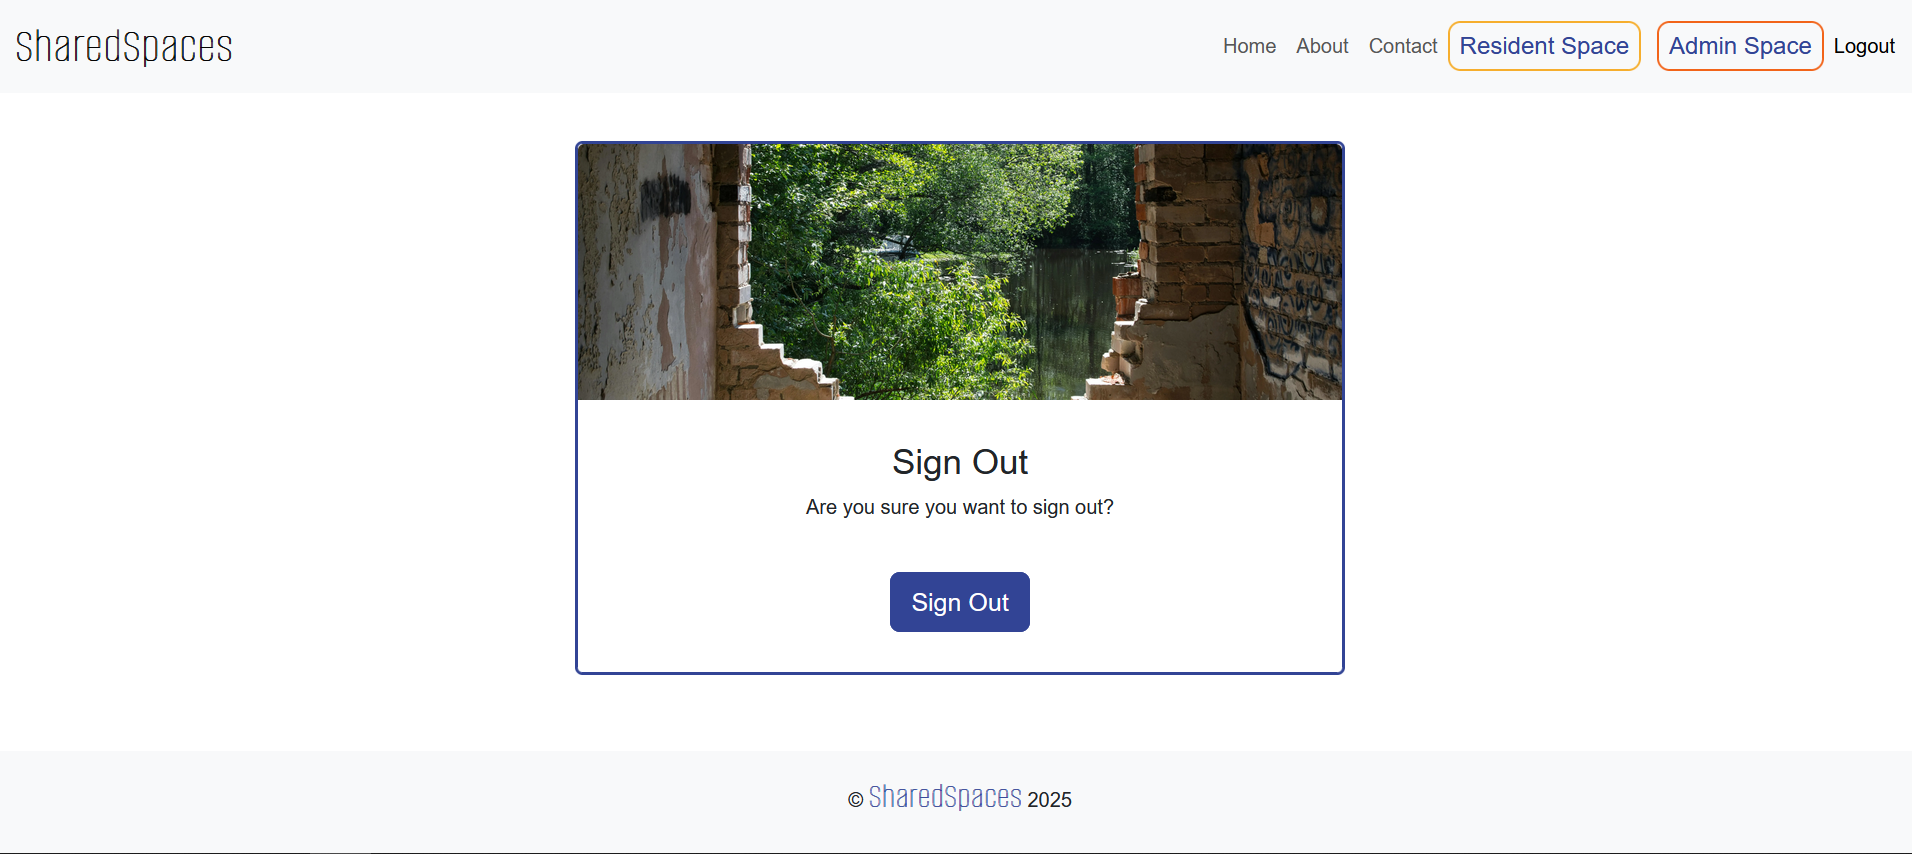 SharedSpaces
Home About Contact Resident Space Admin Space Logout
Sign Out
Are you sure you want to sign out?
Sign Out
© SharedSpaces 2025